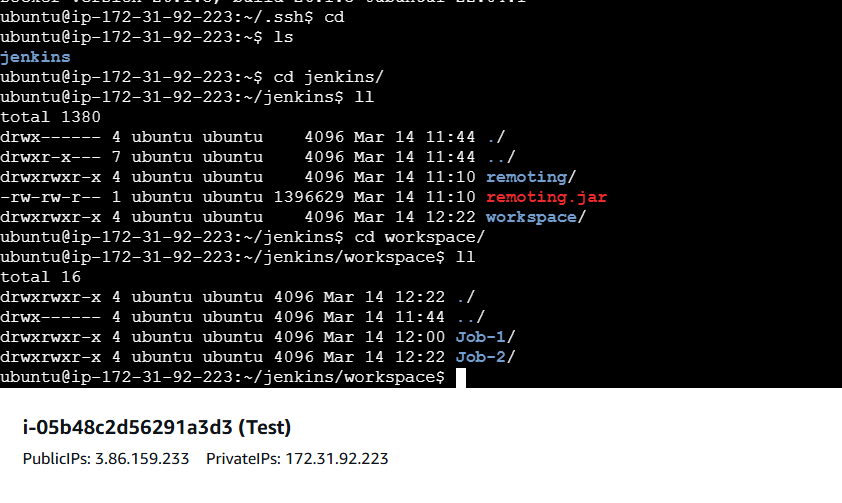 ubuntu@ip-172-31-92-223:~/.ssh$ cd
ubuntu@ip-172-31-92-223:~$ ls
jenkins
ubuntu@ip-172-31-92-223:~$ cd jenkins/
ubuntu@ip-172-31-92-223:~/jenkins$ ll
total 1380
drwx------ 4 ubuntu ubuntu    4096 Mar 14 11:44 ./
drwxr-x--- 7 ubuntu ubuntu    4096 Mar 14 11:44 ../
drwxrwxr-x 4 ubuntu ubuntu    4096 Mar 14 11:10 remoting/
-rw-rw-r-- 1 ubuntu ubuntu 1396629 Mar 14 11:10 remoting.jar
drwxrwxr-x 4 ubuntu ubuntu    4096 Mar 14 12:22 workspace/
ubuntu@ip-172-31-92-223:~/jenkins$ cd workspace/
ubuntu@ip-172-31-92-223:~/jenkins/workspace$ ll
total 16
drwxrwxr-x 4 ubuntu ubuntu 4096 Mar 14 12:22 ./
drwx------ 4 ubuntu ubuntu 4096 Mar 14 11:44 ../
drwxrwxr-x 4 ubuntu ubuntu 4096 Mar 14 12:00 Job-1/
drwxrwxr-x 4 ubuntu ubuntu 4096 Mar 14 12:22 Job-2/
ubuntu@ip-172-31-92-223:~/jenkins/workspace$
i-05b48c2d56291a3d3 (Test)
PublicIPs: 3.86.159.233    PrivateIPs: 172.31.92.223